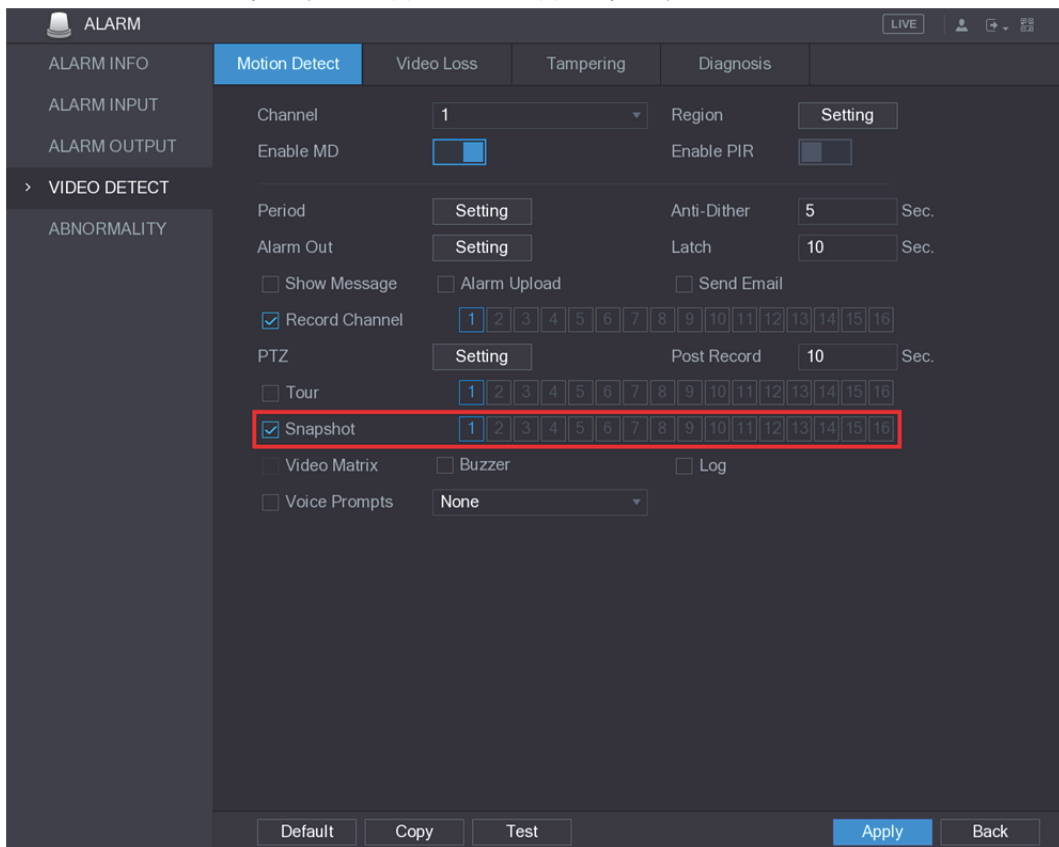 ALARM LIVE
ALARM INFO
ALARM INPUT
ALARM OUTPUT
> VIDEO DETECT
ABNORMALITY
Motion Detect Video Loss Tampering Diagnosis
Channel 1 Region Setting
Enable MD Enable PIR
Period Setting Anti-Dither 5 Sec.
Alarm Out Setting Latch 10 Sec.
Show Message Alarm Upload Send Email
Record Channel 1 2 3 4 5 6 7 8 9 10 11 12 13 14 15 16
PTZ Setting Post Record 10 Sec.
Tour 1 2 3 4 5 6 7 8 9 10 11 12 13 14 15 16
Snapshot 1 2 3 4 5 6 7 8 9 10 11 12 13 14 15 16
Video Matrix Buzzer Log
Voice Prompts None
Default Copy Test Apply Back